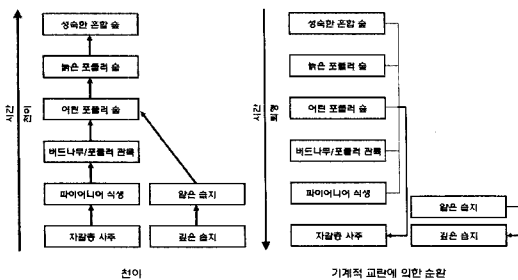 성숙한 혼합 숲
늙은 포플러 숲
어린 포플러 숲
버드나무/포플러 관목
파이어니어 식생
얕은 습지
자갈층 사주
깊은 습지
시간
천이
천이
성숙한 혼합 숲
늙은 포플러 숲
어린 포플러 숲
버드나무/포플러 관목
파이어니어 식생
얕은 습지
자갈층 사주
깊은 습지
시간
퇴행
기계적 교란에 의한 순환